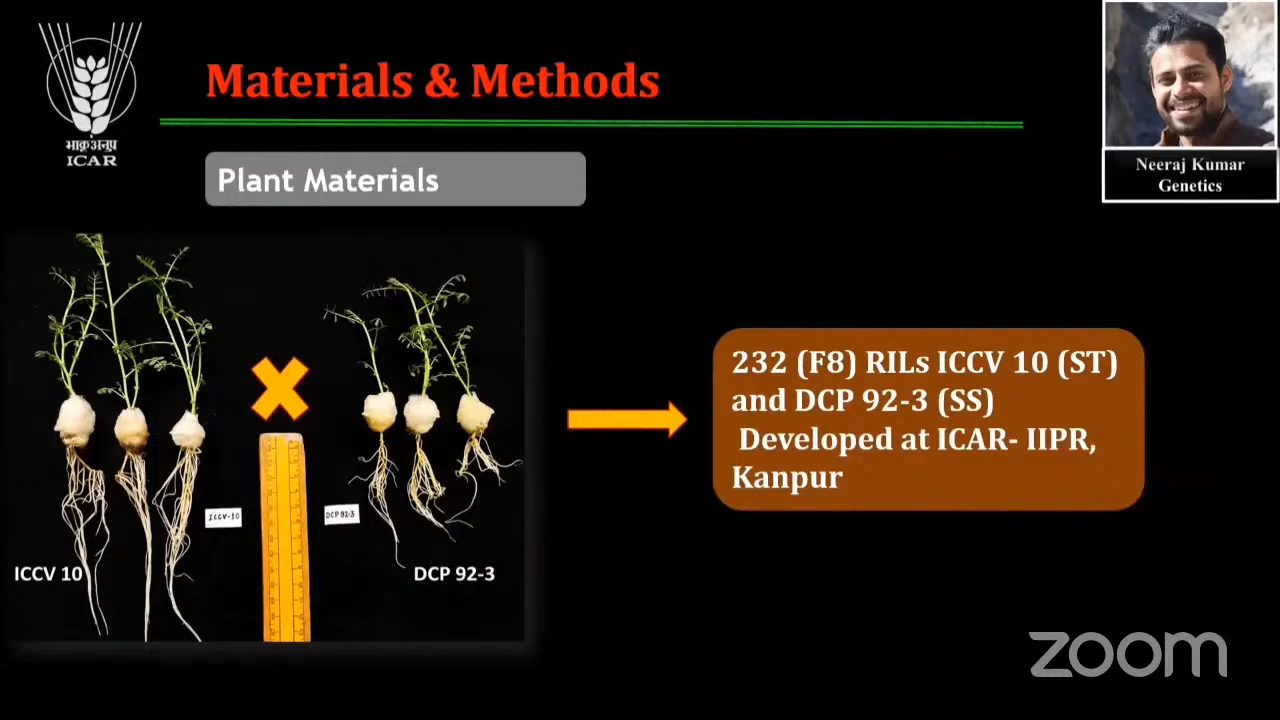 Materials & Methods
भाकृअनुप
ICAR
Plant Materials
Neeraj Kumar
Genetics
232 (F8) RILs ICCV 10 (ST)
and DCP 92-3 (SS)
Developed at ICAR- IIPR,
Kanpur
ICCV-10
DCP 92-3
ICCV 10
DCP 92-3
zoom